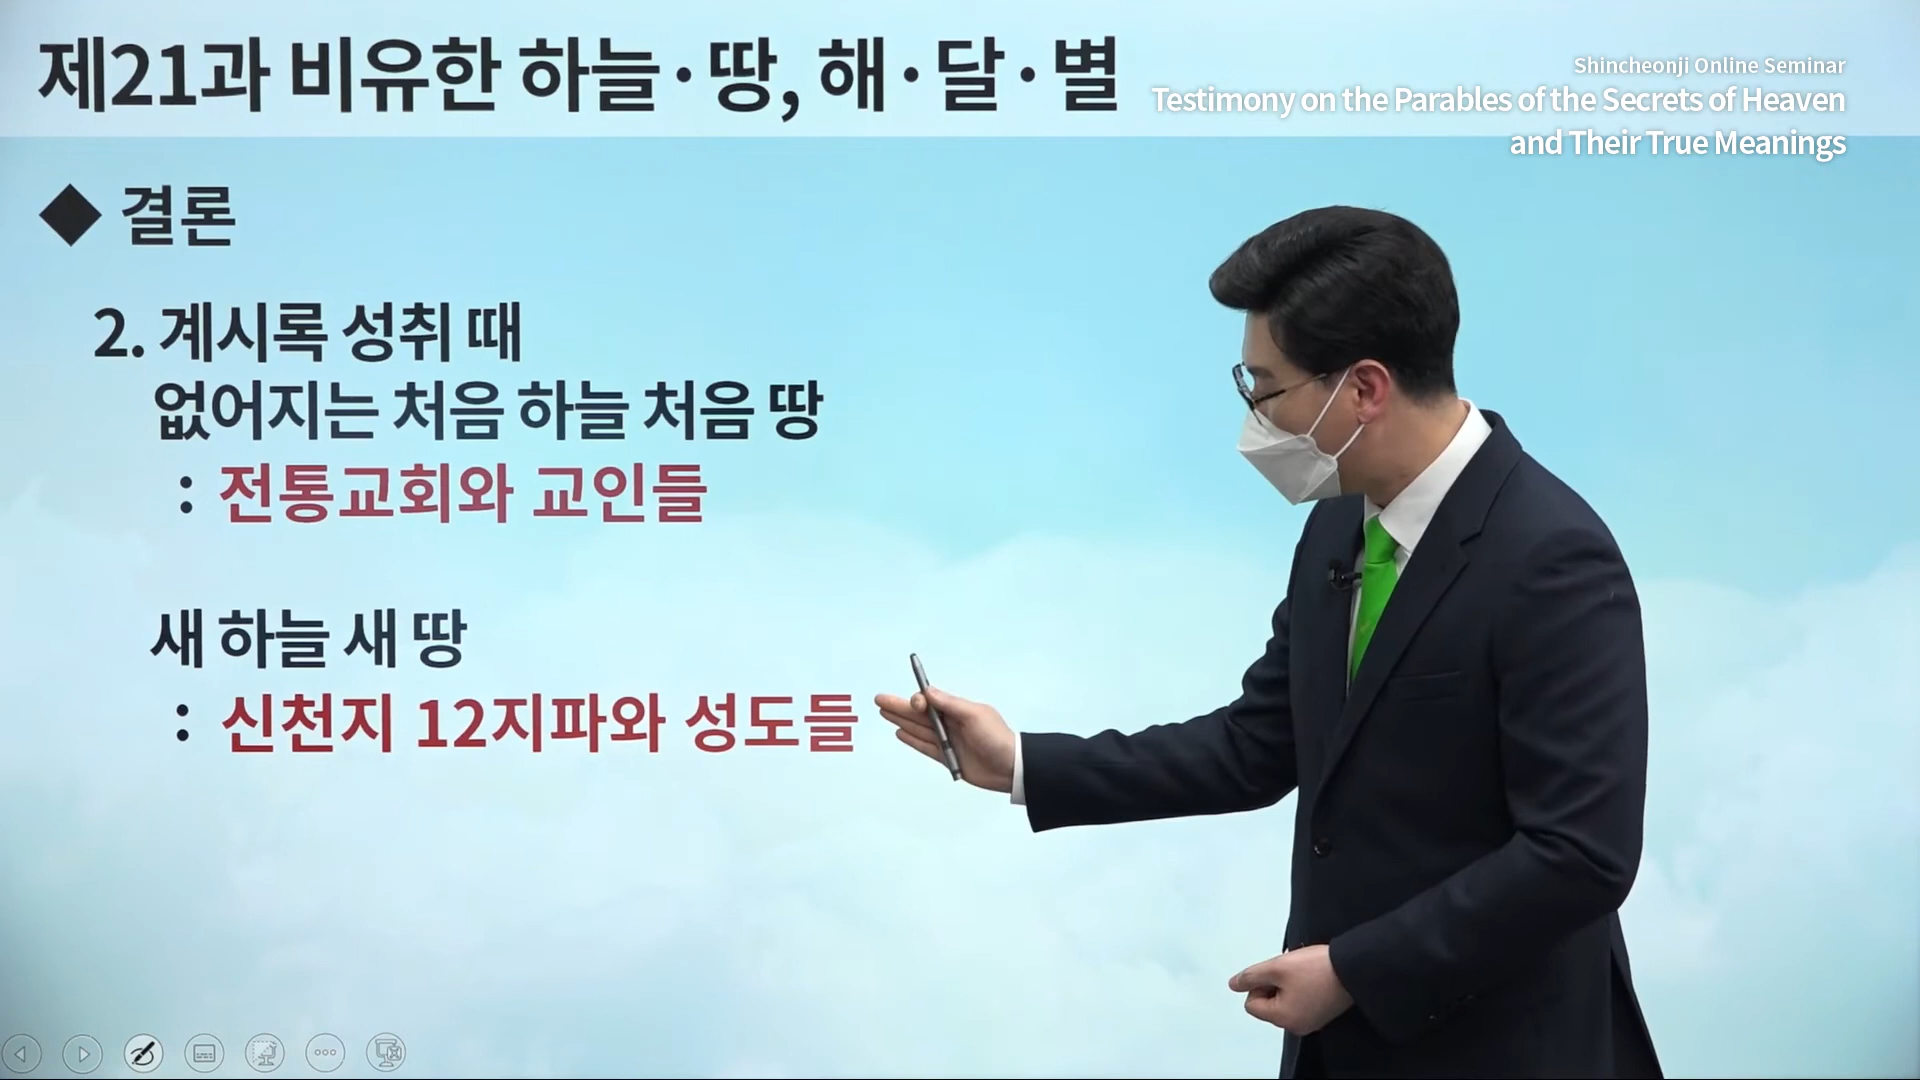 제21과 비유한 하늘·땅, 해·달·별
Shincheonji Online Seminar
Testimony on the Parables of the Secrets of Heaven
and Their True Meanings
◆ 결론
2. 계시록 성취 때
없어지는 처음 하늘 처음 땅
: 전통교회와 교인들
새 하늘 새 땅
: 신천지 12지파와 성도들